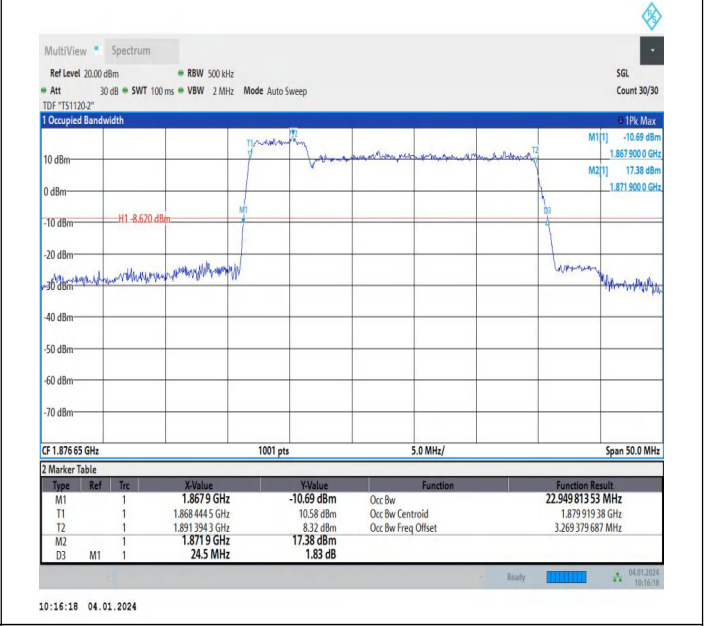 R S
MultiView Spectrum
Ref Level 20.00 dBm RBW 500 kHz SGL
Att 30 dB SWT 100 ms VBW 2 MHz Mode Auto Sweep Count 30/30
TDF "TS1120-2"
1 Occupied Bandwidth 1Pk Max
M1[1] -10.69 dBm
1.867 900 0 GHz
M2[1] 17.38 dBm
1.871 900 0 GHz
T1 M2 T2
10 dBm
0 dBm
M1 D3
H1 -8.620 dBm
-10 dBm
-20 dBm
-30 dBm
-40 dBm
-50 dBm
-60 dBm
-70 dBm
CF 1.876 65 GHz 1001 pts 5.0 MHz/ Span 50.0 MHz
2 Marker Table
Type Ref Trc X-Value Y-Value Function Function Result
M1 1 1.867 9 GHz -10.69 dBm Occ Bw 22.949 813 53 MHz
T1 1 1.868 444 5 GHz 10.58 dBm Occ Bw Centroid 1.879 919 38 GHz
T2 1 1.891 394 3 GHz 8.32 dBm Occ Bw Freq Offset 3.269 379 687 MHz
M2 1 1.871 9 GHz 17.38 dBm
D3 M1 1 24.5 MHz 1.83 dB
Ready 04.01.2024
10:16:18
10:16:18 04.01.2024